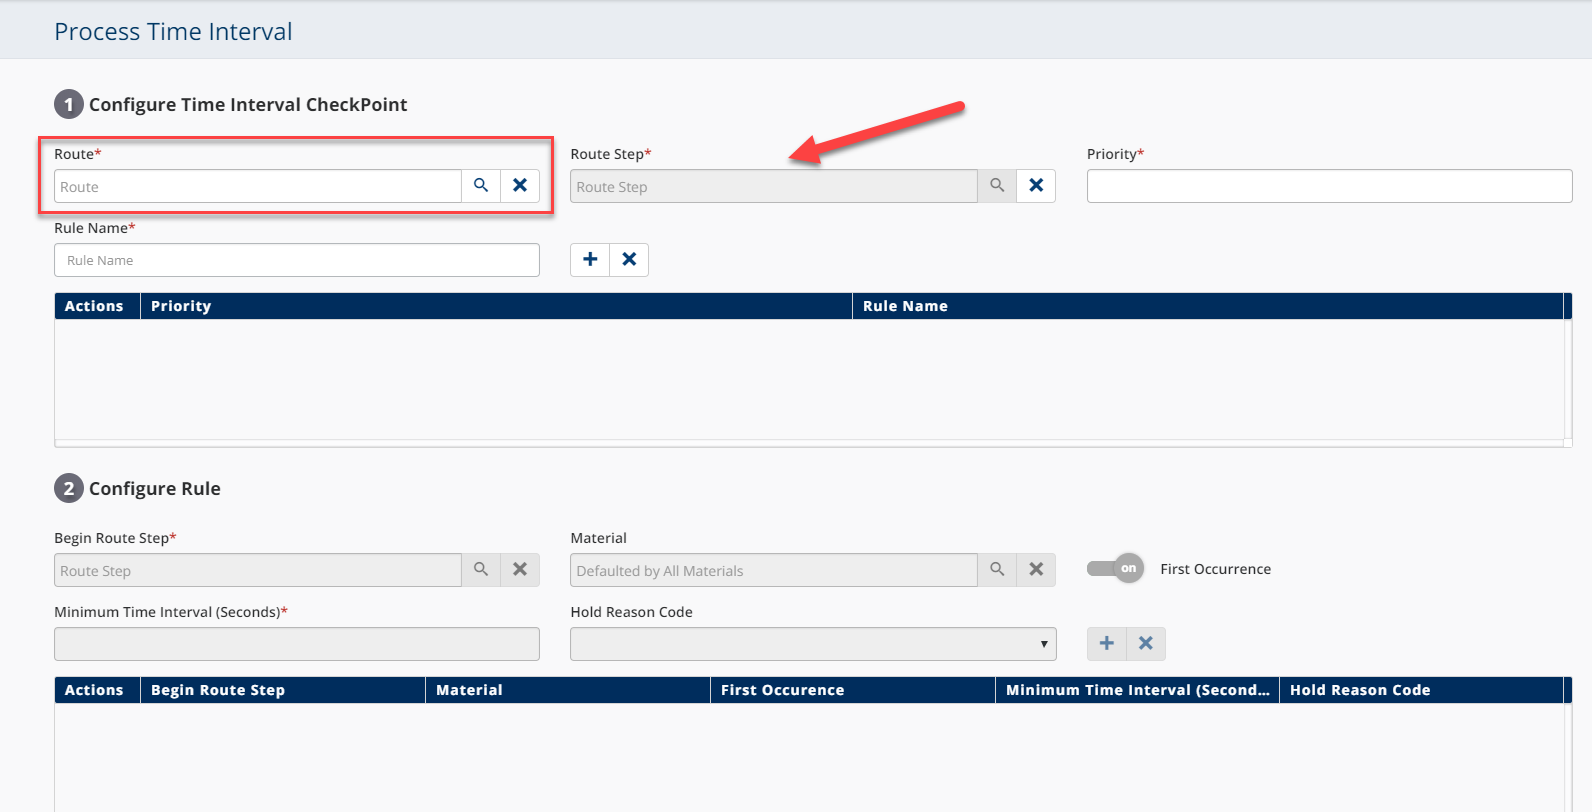 Process Time Interval
1 Configure Time Interval CheckPoint
Route* Route Step* Priority*
Route Route Step
Rule Name*
Rule Name
Actions Priority Rule Name
2 Configure Rule
Begin Route Step* Material
Route Step Defaulted by All Materials on First Occurrence
Minimum Time Interval (Seconds)* Hold Reason Code
Actions Begin Route Step Material First Occurence Minimum Time Interval (Second... Hold Reason Code